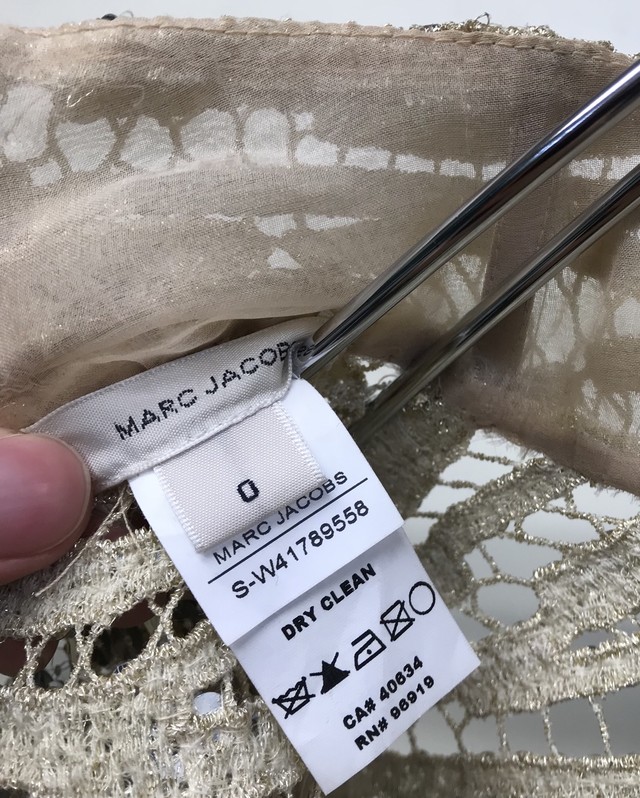 MARC JACOBS
0
MARC JACOBS
S-W41789558
DRY CLEAN
CA# 40634
RN# 96919